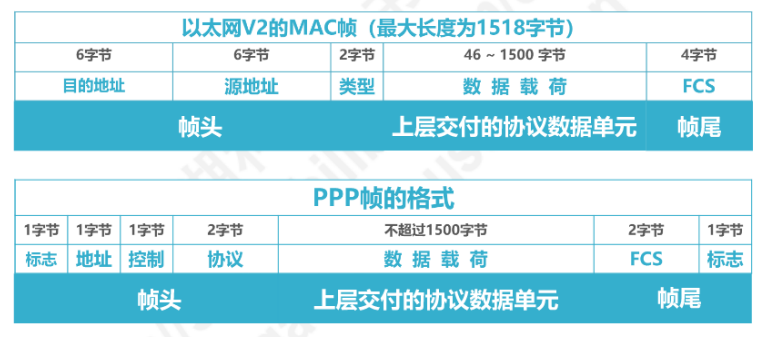 以太网V2的MAC帧（最大长度为1518字节）
6字节 6字节 2字节 46 ~ 1500 字节 4字节
目的地址 源地址 类型 数 据 载 荷 FCS
帧头 上层交付的协议数据单元 帧尾
PPP帧的格式
1字节 1字节 1字节 2字节 不超过1500字节 2字节 1字节
标志 地址 控制 协议 数 据 载 荷 FCS 标志
帧头 上层交付的协议数据单元 帧尾